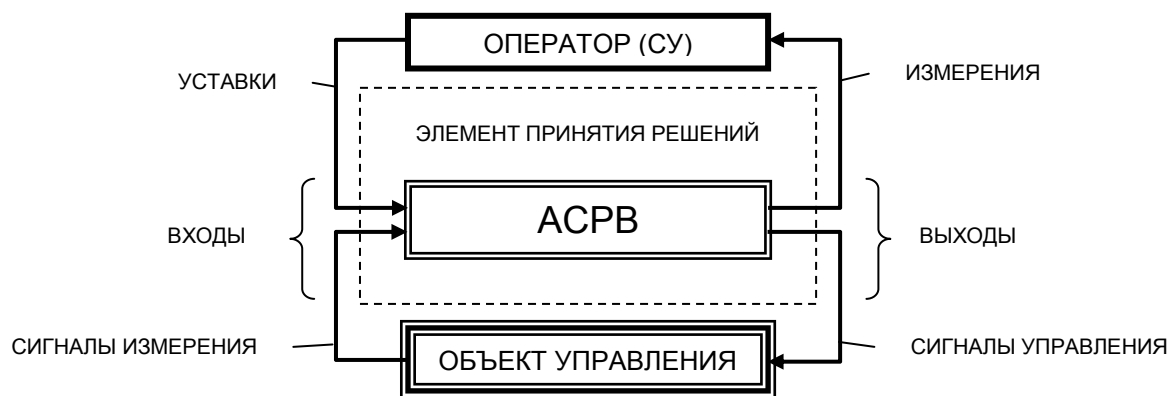 ОПЕРАТОР (СУ)
УСТАВКИ
ИЗМЕРЕНИЯ
ЭЛЕМЕНТ ПРИНЯТИЯ РЕШЕНИЙ
АСРВ
ВХОДЫ
ВЫХОДЫ
СИГНАЛЫ ИЗМЕРЕНИЯ
ОБЪЕКТ УПРАВЛЕНИЯ
СИГНАЛЫ УПРАВЛЕНИЯ